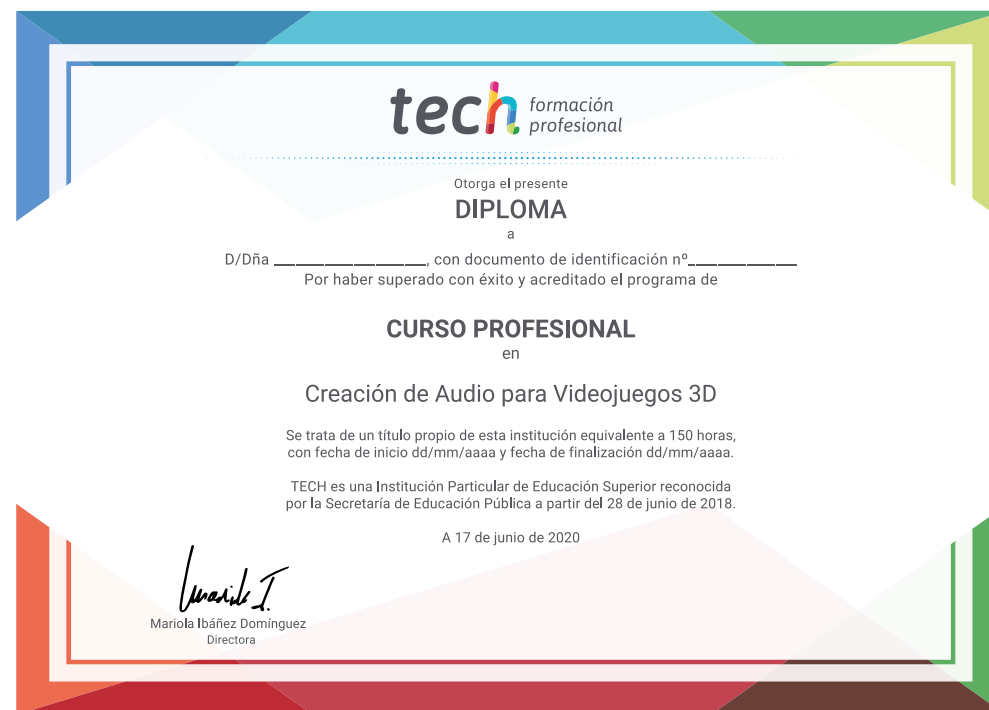 tech formación
profesional
Otorga el presente
DIPLOMA
a
D/Dña ________________, con documento de identificación nº___________
Por haber superado con éxito y acreditado el programa de
CURSO PROFESIONAL
en
Creación de Audio para Videojuegos 3D
Se trata de un título propio de esta institución equivalente a 150 horas,
con fecha de inicio dd/mm/aaaa y fecha de finalización dd/mm/aaaa.
TECH es una Institución Particular de Educación Superior reconocida
por la Secretaría de Educación Pública a partir del 28 de junio de 2018.
A 17 de junio de 2020
Mariola Ibáñez Domínguez
Directora